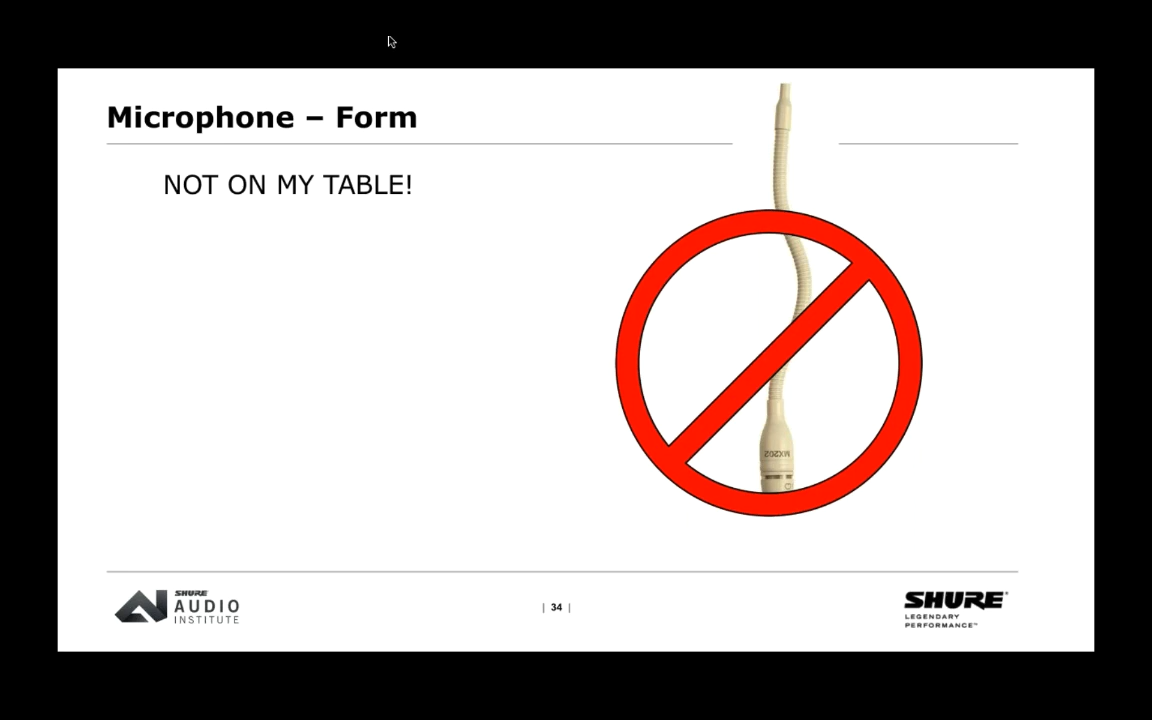 Microphone – Form
NOT ON MY TABLE!
MX202
SHURE
AUDIO
INSTITUTE
| 34 |
SHURE®
LEGENDARY
PERFORMANCE™